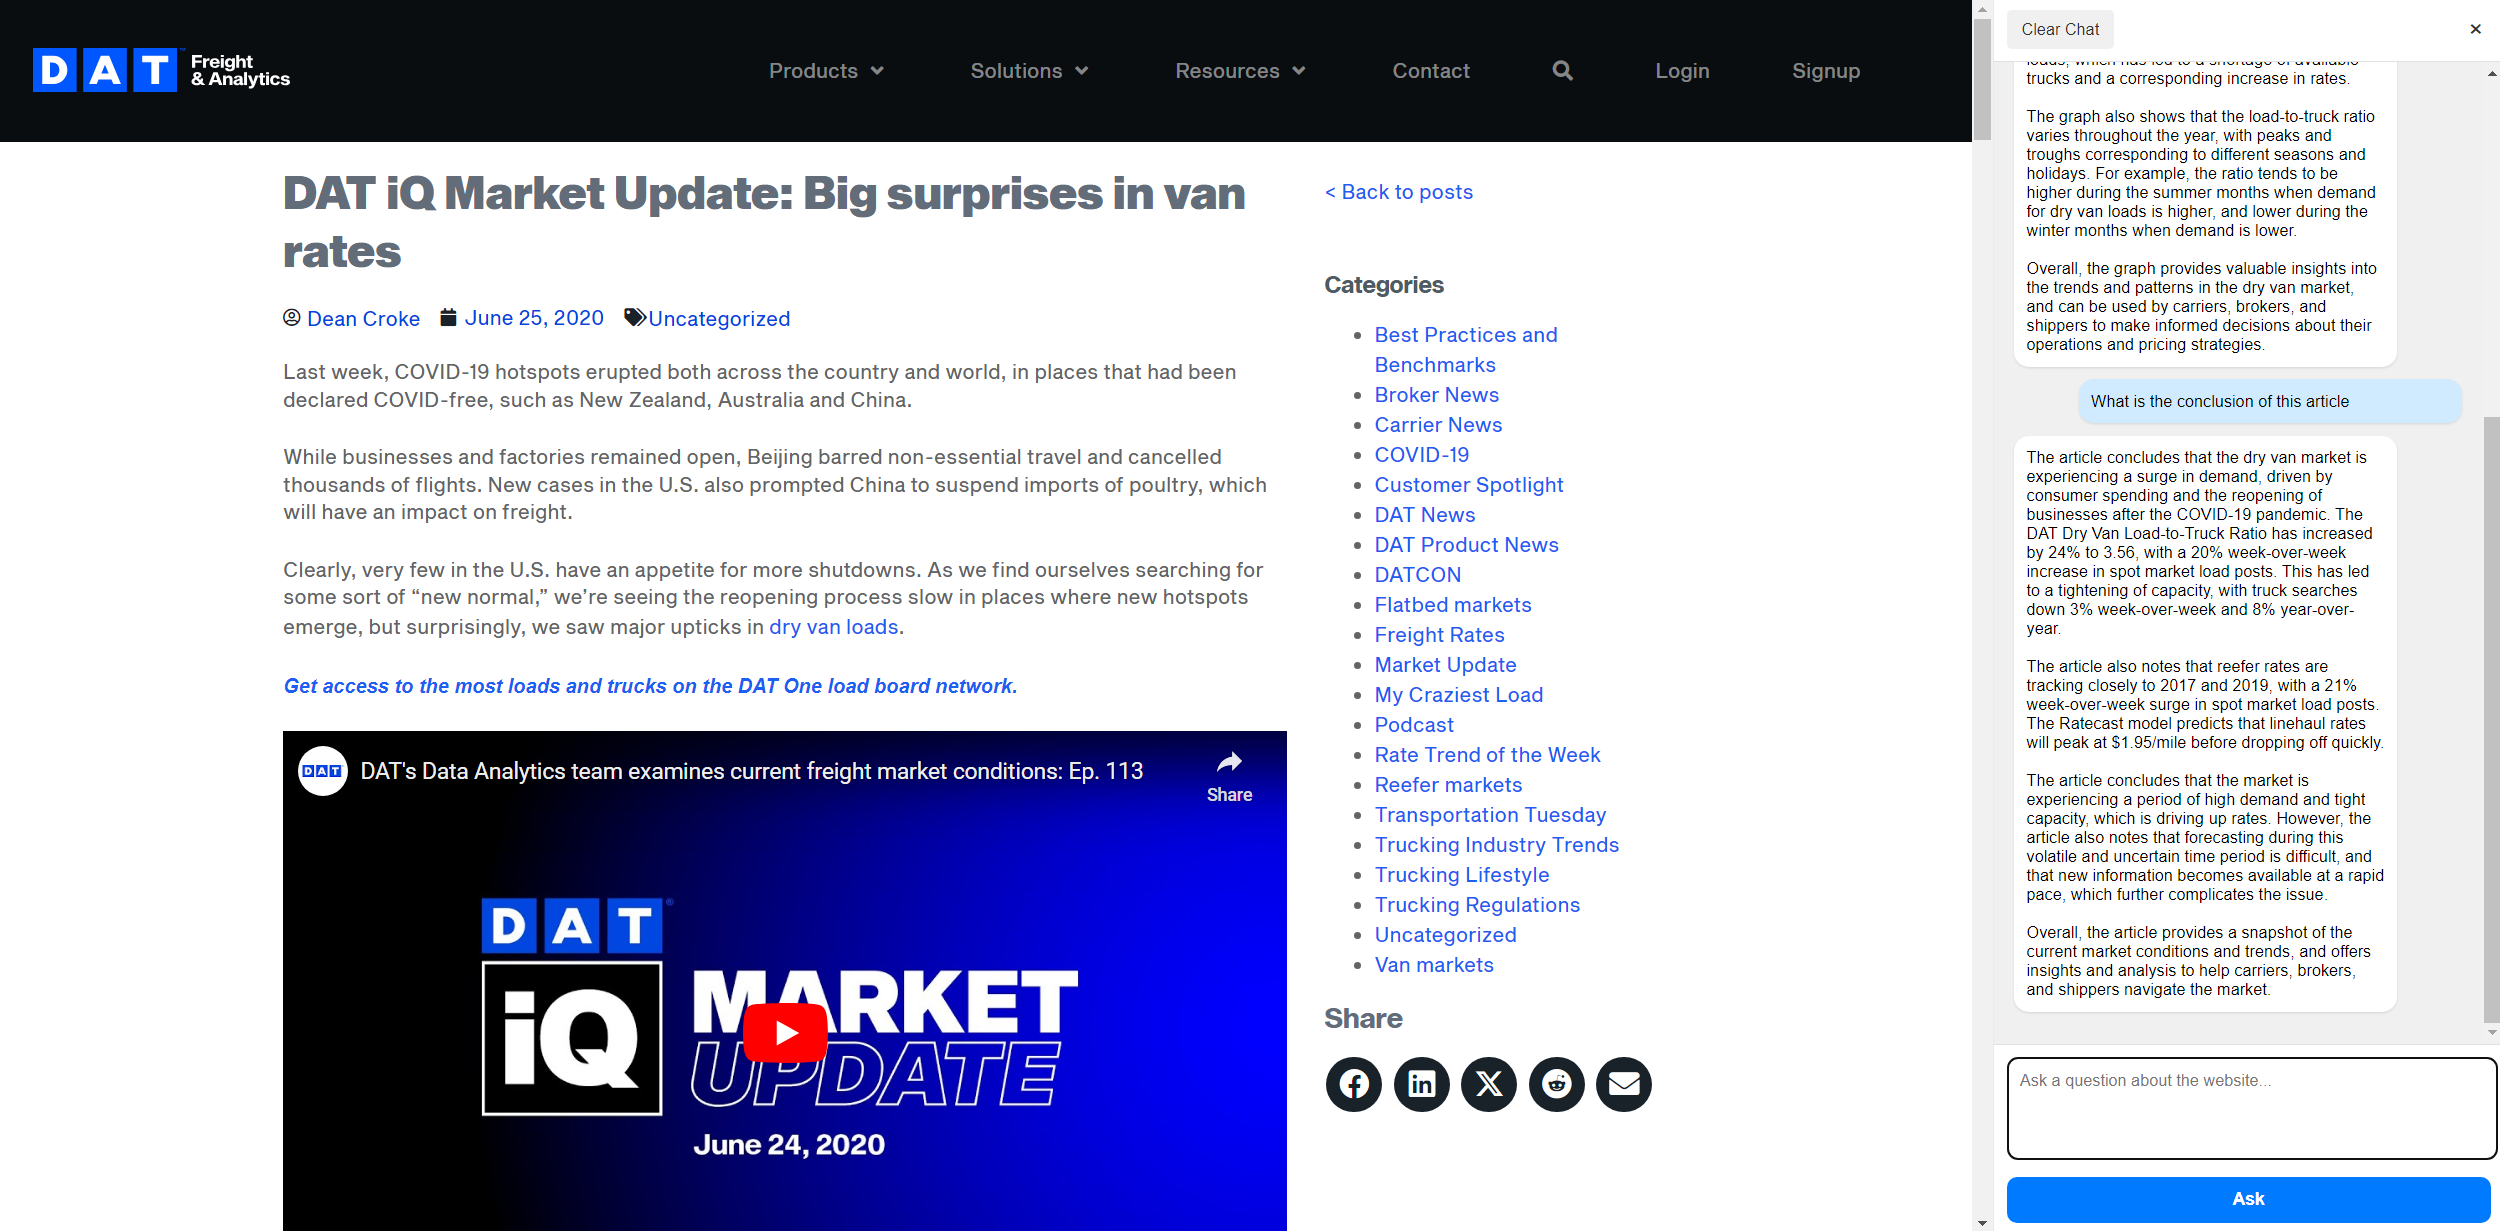 DAT™ Freight
& Analytics
Products
Solutions
Resources
Contact
Login
Signup
DAT iQ Market Update: Big surprises in van
rates
Dean Croke
June 25, 2020
Uncategorized
Last week, COVID-19 hotspots erupted both across the country and world, in places that had been
declared COVID-free, such as New Zealand, Australia and China.
While businesses and factories remained open, Beijing barred non-essential travel and cancelled
thousands of flights. New cases in the U.S. also prompted China to suspend imports of poultry, which
will have an impact on freight.
Clearly, very few in the U.S. have an appetite for more shutdowns. As we find ourselves searching for
some sort of “new normal,” we’re seeing the reopening process slow in places where new hotspots
emerge, but surprisingly, we saw major upticks in dry van loads.
Get access to the most loads and trucks on the DAT One load board network.
DAT
DAT's Data Analytics team examines current freight market conditions: Ep. 113
Share
DAT®
iQ
MARKET
UPDATE
June 24, 2020
< Back to posts
Categories
Best Practices and
Benchmarks
Broker News
Carrier News
COVID-19
Customer Spotlight
DAT News
DAT Product News
DATCON
Flatbed markets
Freight Rates
Market Update
My Craziest Load
Podcast
Rate Trend of the Week
Reefer markets
Transportation Tuesday
Trucking Industry Trends
Trucking Lifestyle
Trucking Regulations
Uncategorized
Van markets
Share
Clear Chat
×
loads, which has led to a shortage of available
trucks and a corresponding increase in rates.
The graph also shows that the load-to-truck ratio
varies throughout the year, with peaks and
troughs corresponding to different seasons and
holidays. For example, the ratio tends to be
higher during the summer months when demand
for dry van loads is higher, and lower during the
winter months when demand is lower.
Overall, the graph provides valuable insights into
the trends and patterns in the dry van market,
and can be used by carriers, brokers, and
shippers to make informed decisions about their
operations and pricing strategies.
What is the conclusion of this article
The article concludes that the dry van market is
experiencing a surge in demand, driven by
consumer spending and the reopening of
businesses after the COVID-19 pandemic. The
DAT Dry Van Load-to-Truck Ratio has increased
by 24% to 3.56, with a 20% week-over-week
increase in spot market load posts. This has led
to a tightening of capacity, with truck searches
down 3% week-over-week and 8% year-over-
year.
The article also notes that reefer rates are
tracking closely to 2017 and 2019, with a 21%
week-over-week surge in spot market load posts.
The Ratecast model predicts that linehaul rates
will peak at $1.95/mile before dropping off quickly.
The article concludes that the market is
experiencing a period of high demand and tight
capacity, which is driving up rates. However, the
article also notes that forecasting during this
volatile and uncertain time period is difficult, and
that new information becomes available at a rapid
pace, which further complicates the issue.
Overall, the article provides a snapshot of the
current market conditions and trends, and offers
insights and analysis to help carriers, brokers,
and shippers navigate the market.
Ask a question about the website...
Ask